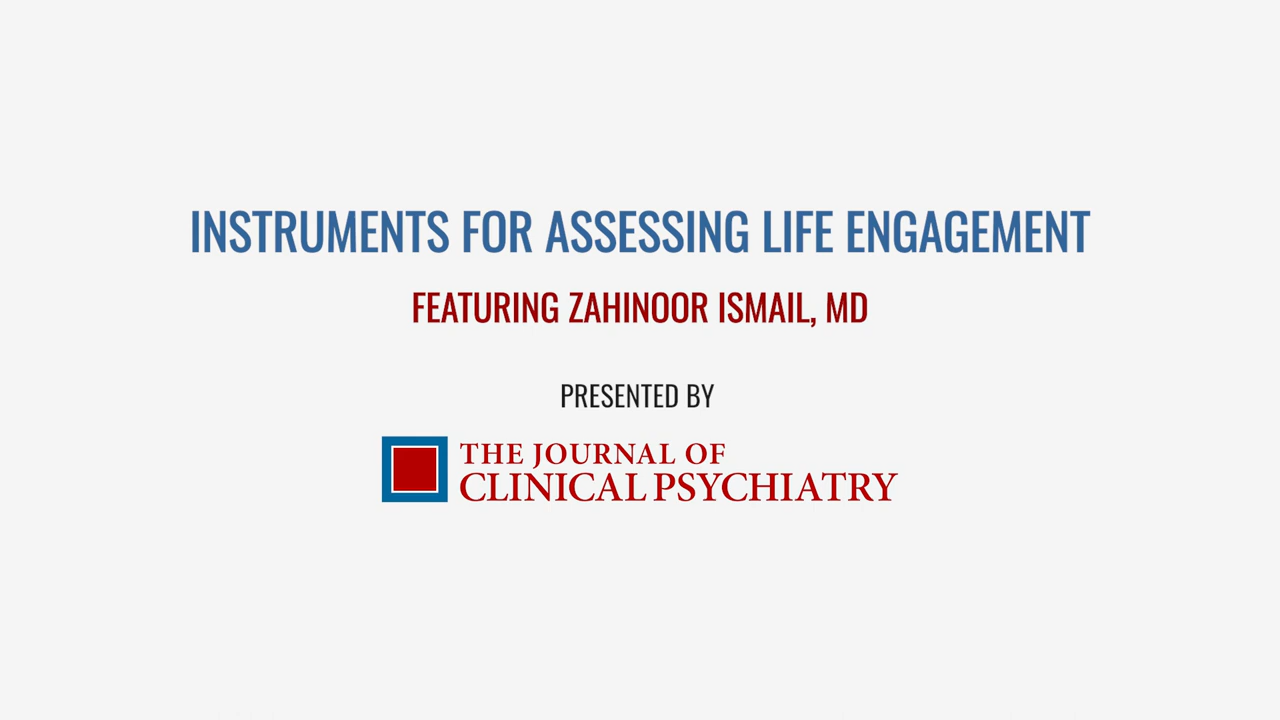 INSTRUMENTS FOR ASSESSING LIFE ENGAGEMENT
FEATURING ZAHINOOR ISMAIL, MD
PRESENTED BY
THE JOURNAL OF
CLINICAL PSYCHIATRY